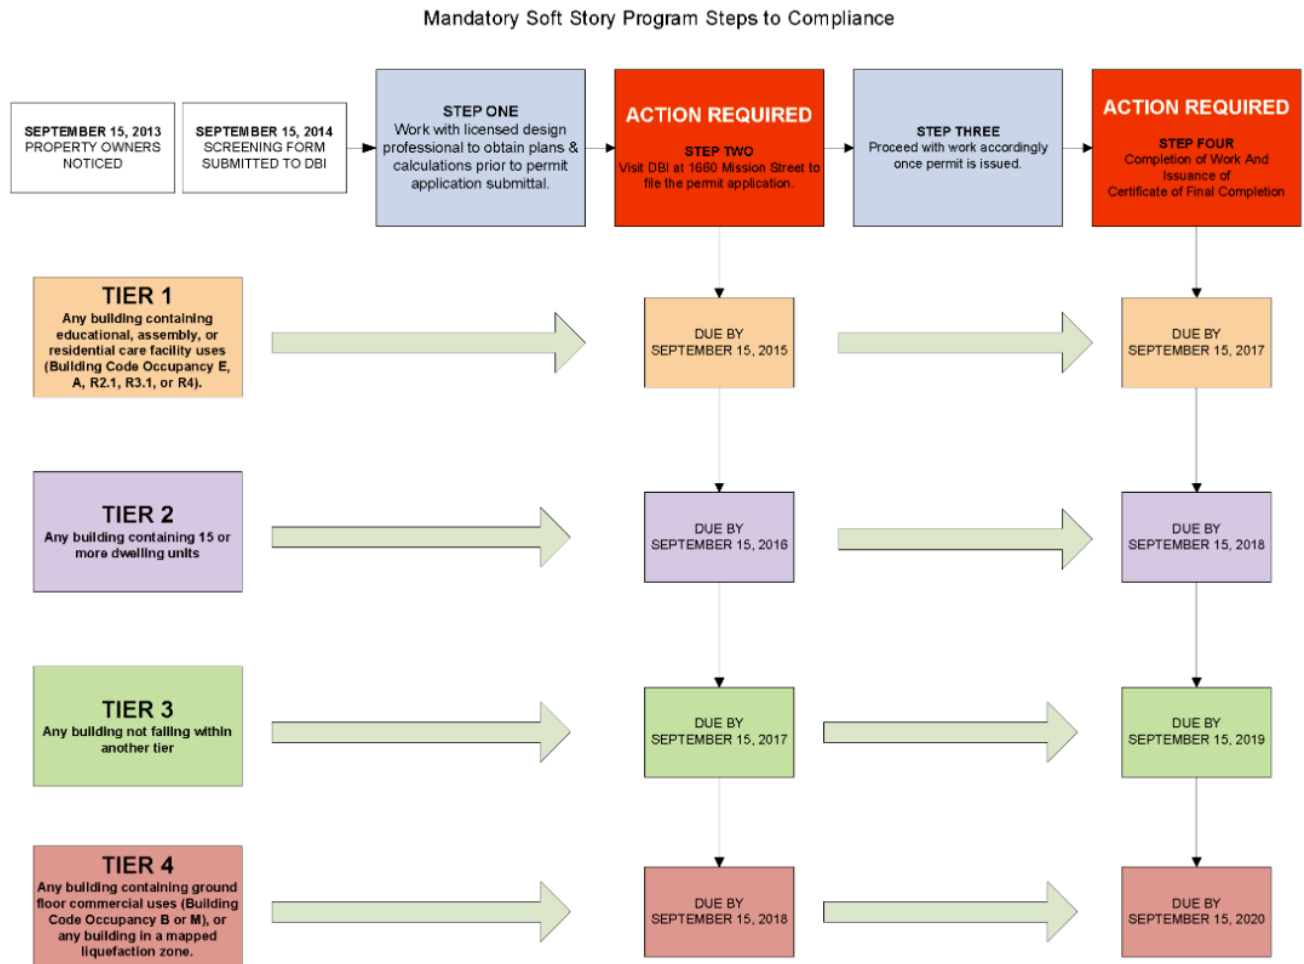 Mandatory Soft Story Program Steps to Compliance
SEPTEMBER 15, 2013
PROPERTY OWNERS
NOTICED
SEPTEMBER 15, 2014
SCREENING FORM
SUBMITTED TO DBI
STEP ONE
Work with licensed design
professional to obtain plans &
calculations prior to permit
application submittal.
ACTION REQUIRED
STEP TWO
Visit DBI at 1660 Mission Street to
file the permit application.
STEP THREE
Proceed with work accordingly
once permit is issued.
ACTION REQUIRED
STEP FOUR
Completion of Work And
Issuance of
Certificate of Final Completion
TIER 1
Any building containing
educational, assembly, or
residential care facility uses
(Building Code Occupancy E,
A, R2.1, R3.1, or R4).
DUE BY
SEPTEMBER 15, 2015
DUE BY
SEPTEMBER 15, 2017
TIER 2
Any building containing 15 or
more dwelling units
DUE BY
SEPTEMBER 15, 2016
DUE BY
SEPTEMBER 15, 2018
TIER 3
Any building not falling within
another tier
DUE BY
SEPTEMBER 15, 2017
DUE BY
SEPTEMBER 15, 2019
TIER 4
Any building containing ground
floor commercial uses (Building
Code Occupancy B or M), or
any building in a mapped
liquefaction zone.
DUE BY
SEPTEMBER 15, 2018
DUE BY
SEPTEMBER 15, 2020